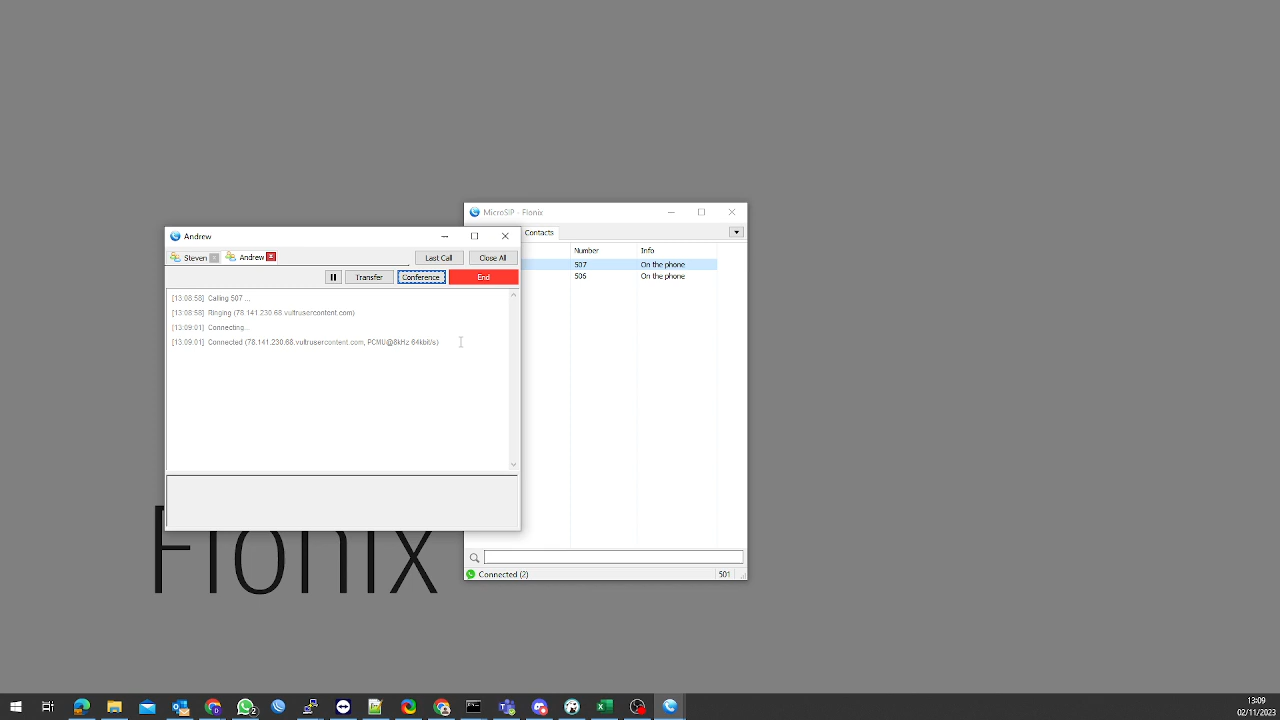 MicroSIP - Flonix
Contacts
Number Info
507 On the phone
506 On the phone
Connected (2) 501
Andrew
Steven Andrew Last Call Close All
Transfer Conference End
[13:08:58] Calling 507 ...
[13:08:58] Ringing (78.141.230.68.vultrusercontent.com)
[13:09:01] Connecting...
[13:09:01] Connected (78.141.230.68.vultrusercontent.com, PCMU@8kHz 64kbit/s)
Flonix
2
13:09
02/11/2023